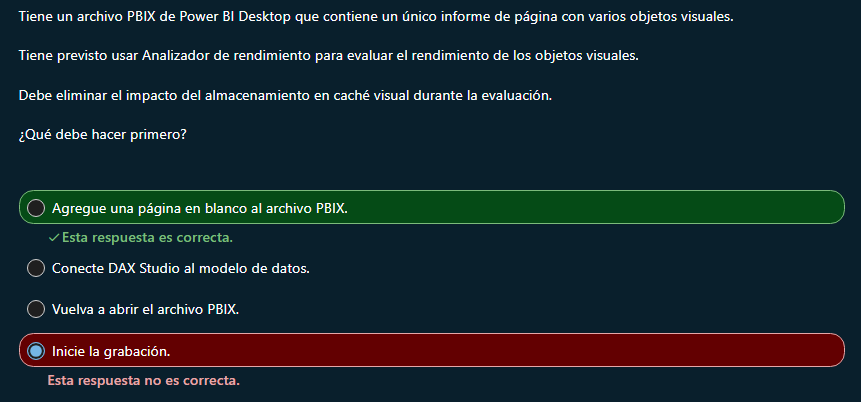 Tiene un archivo PBIX de Power BI Desktop que contiene un único informe de página con varios objetos visuales.
Tiene previsto usar Analizador de rendimiento para evaluar el rendimiento de los objetos visuales.
Debe eliminar el impacto del almacenamiento en caché visual durante la evaluación.
¿Qué debe hacer primero?
Agregue una página en blanco al archivo PBIX.
Esta respuesta es correcta.
Conecte DAX Studio al modelo de datos.
Vuelva a abrir el archivo PBIX.
Inicie la grabación.
Esta respuesta no es correcta.